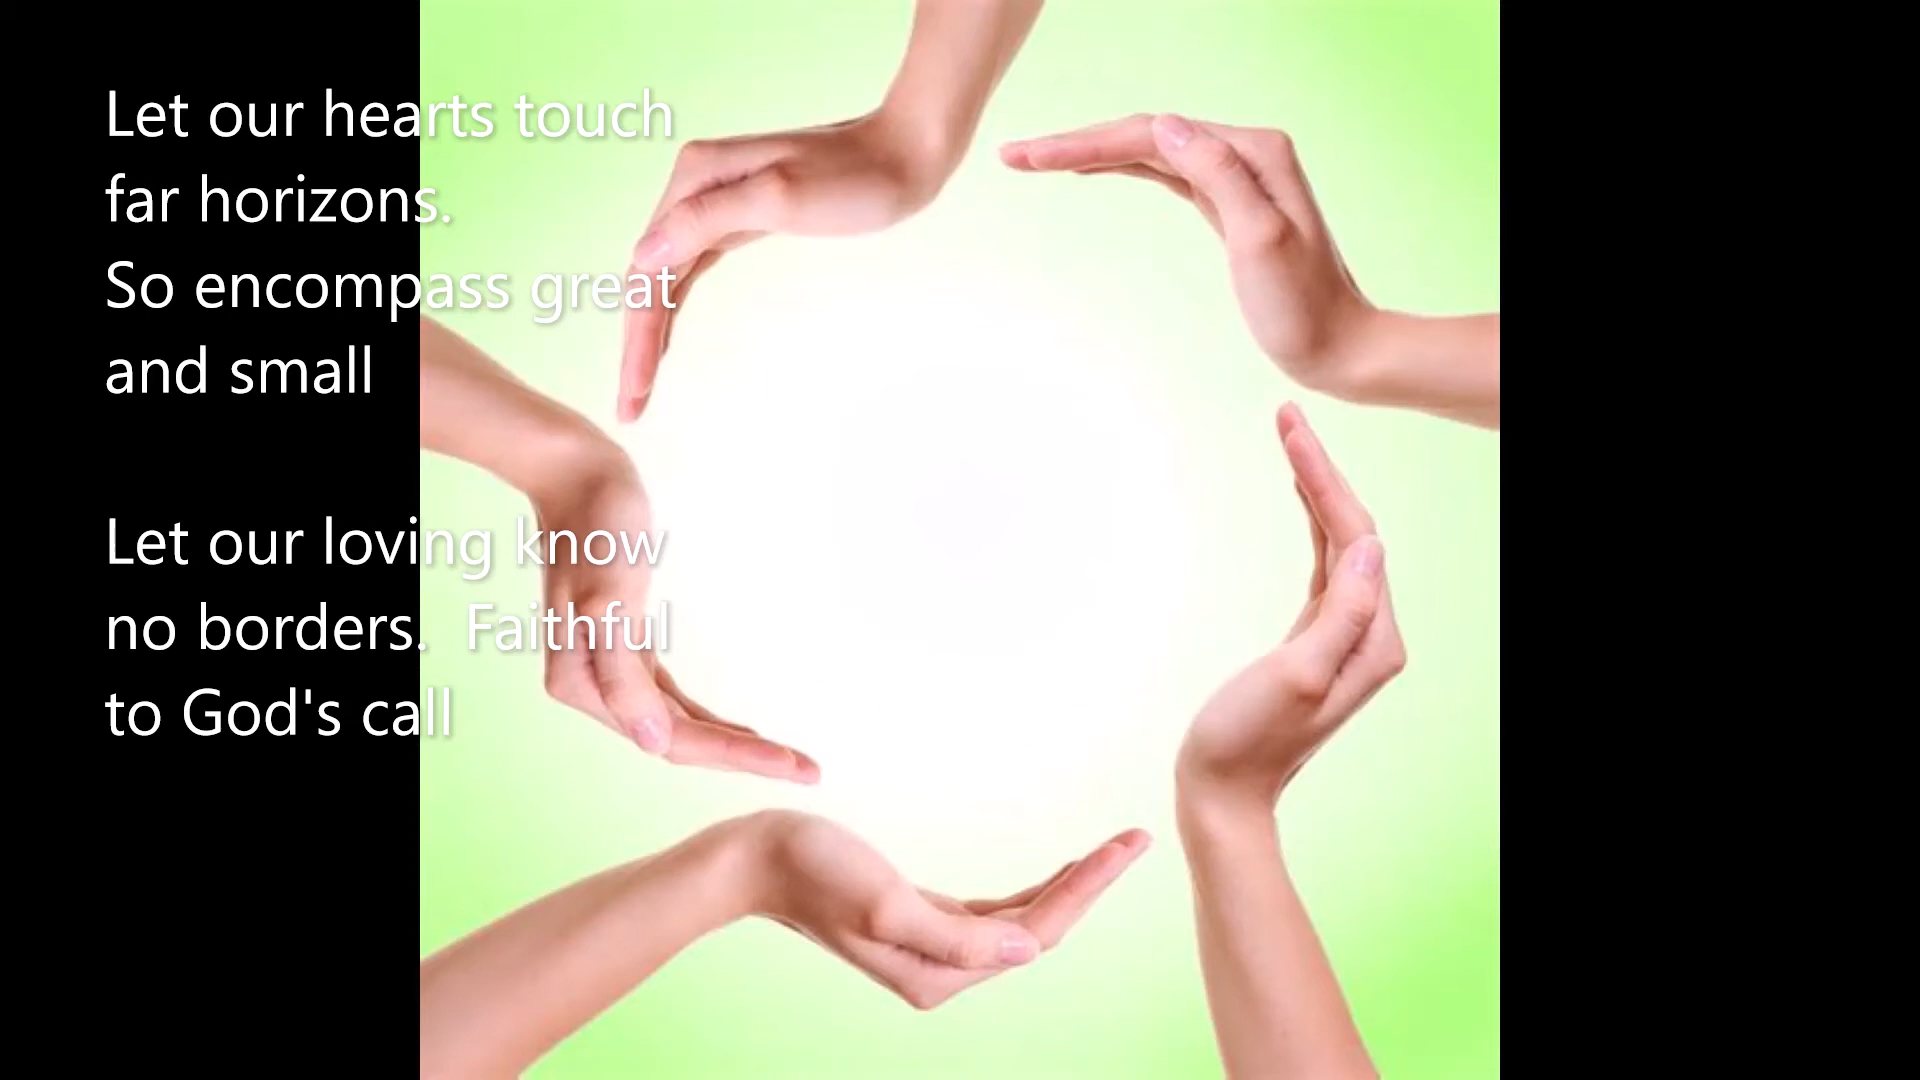 Let our hearts touch
far horizons.
So encompass great
and small
Let our loving know
no borders.  Faithful
to God's call